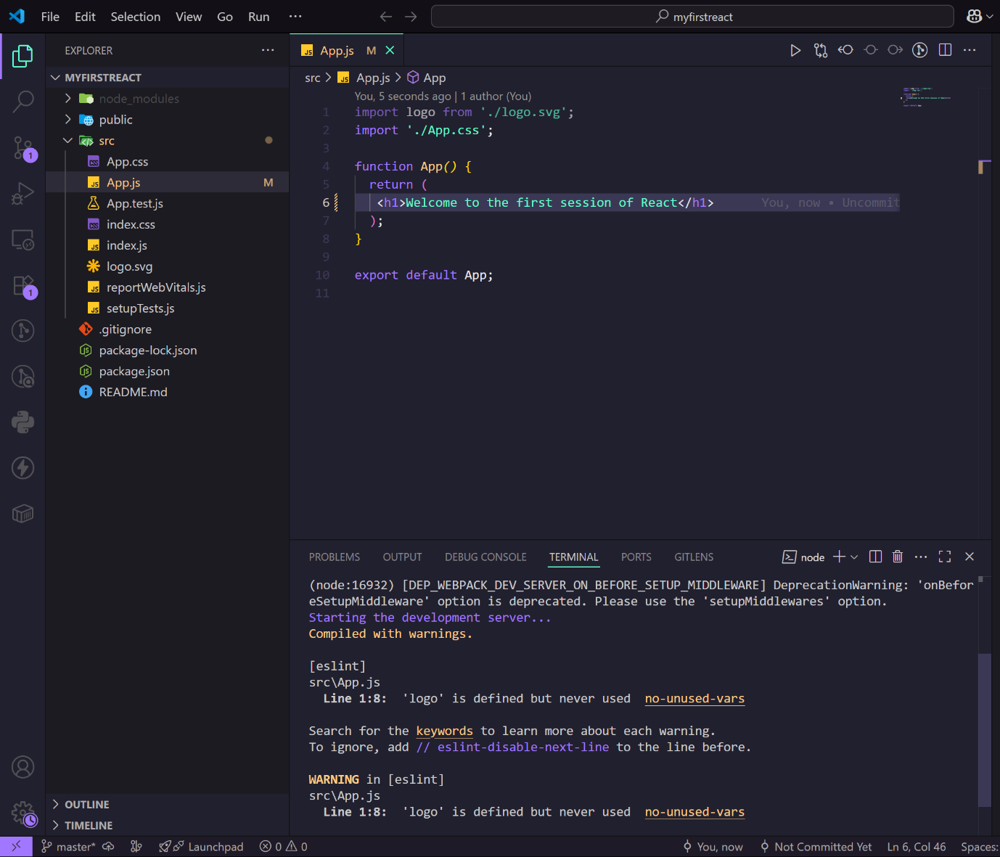 File Edit Selection View Go Run ···
myfirstreact
EXPLORER
MYFIRSTREACT
node_modules
public
src
App.css
App.js M
App.test.js
index.css
index.js
logo.svg
reportWebVitals.js
setupTests.js
.gitignore
package-lock.json
package.json
README.md
OUTLINE
TIMELINE
App.js M
src > App.js > App
You, 5 seconds ago | 1 author (You)
1 import logo from './logo.svg';
2 import './App.css';
3
4 function App() {
5 return (
6 <h1>Welcome to the first session of React</h1> You, now • Uncommit
7 );
8 }
9
10 export default App;
11
PROBLEMS OUTPUT DEBUG CONSOLE TERMINAL PORTS GITLENS
node
(node:16932) [DEP_WEBPACK_DEV_SERVER_ON_BEFORE_SETUP_MIDDLEWARE] DeprecationWarning: 'onBefor
eSetupMiddleware' option is deprecated. Please use the 'setupMiddlewares' option.
Starting the development server...
Compiled with warnings.
[eslint]
src\App.js
Line 1:8: 'logo' is defined but never used no-unused-vars
Search for the keywords to learn more about each warning.
To ignore, add // eslint-disable-next-line to the line before.
WARNING in [eslint]
src\App.js
Line 1:8: 'logo' is defined but never used no-unused-vars
master* Launchpad 0 0 You, now Not Committed Yet Ln 6, Col 46 Spaces: